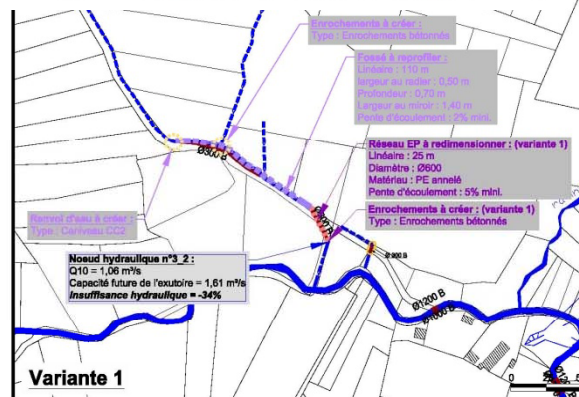 Enrochements à créer :
Type : Enrochements bétonnés
Fossé à reprofiler :
Linéaire : 110 m
largeur au radier : 0,50 m
Profondeur : 0,70 m
Largeur au miroir : 1,40 m
Pente d'écoulement : 2% mini.
Réseau EP à redimensionner : (variante 1)
Linéaire : 25 m
Diamètre : Ø600
Matériau : PE annelé
Pente d'écoulement : 5% mini.
Enrochements à créer : (variante 1)
Type : Enrochements bétonnés
Ø300 B
Renvoi d'eau à créer :
Type : Caniveau CC2
Noeud hydraulique n°3_2 :
Q10 = 1,06 m³/s
Capacité future de l'exutoire = 1,61 m³/s
Insuffisance hydraulique = -34%
Ø1200 B
Ø1000 B
Variante 1
0